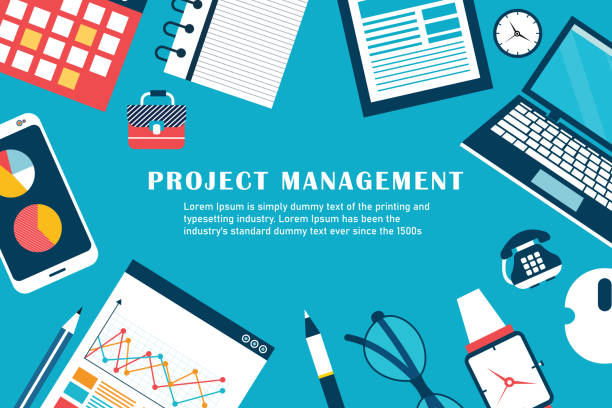 PROJECT MANAGEMENT
Lorem Ipsum is simply dummy text of the printing and
typesetting industry. Lorem Ipsum has been the
industry's standard dummy text ever since the 1500s